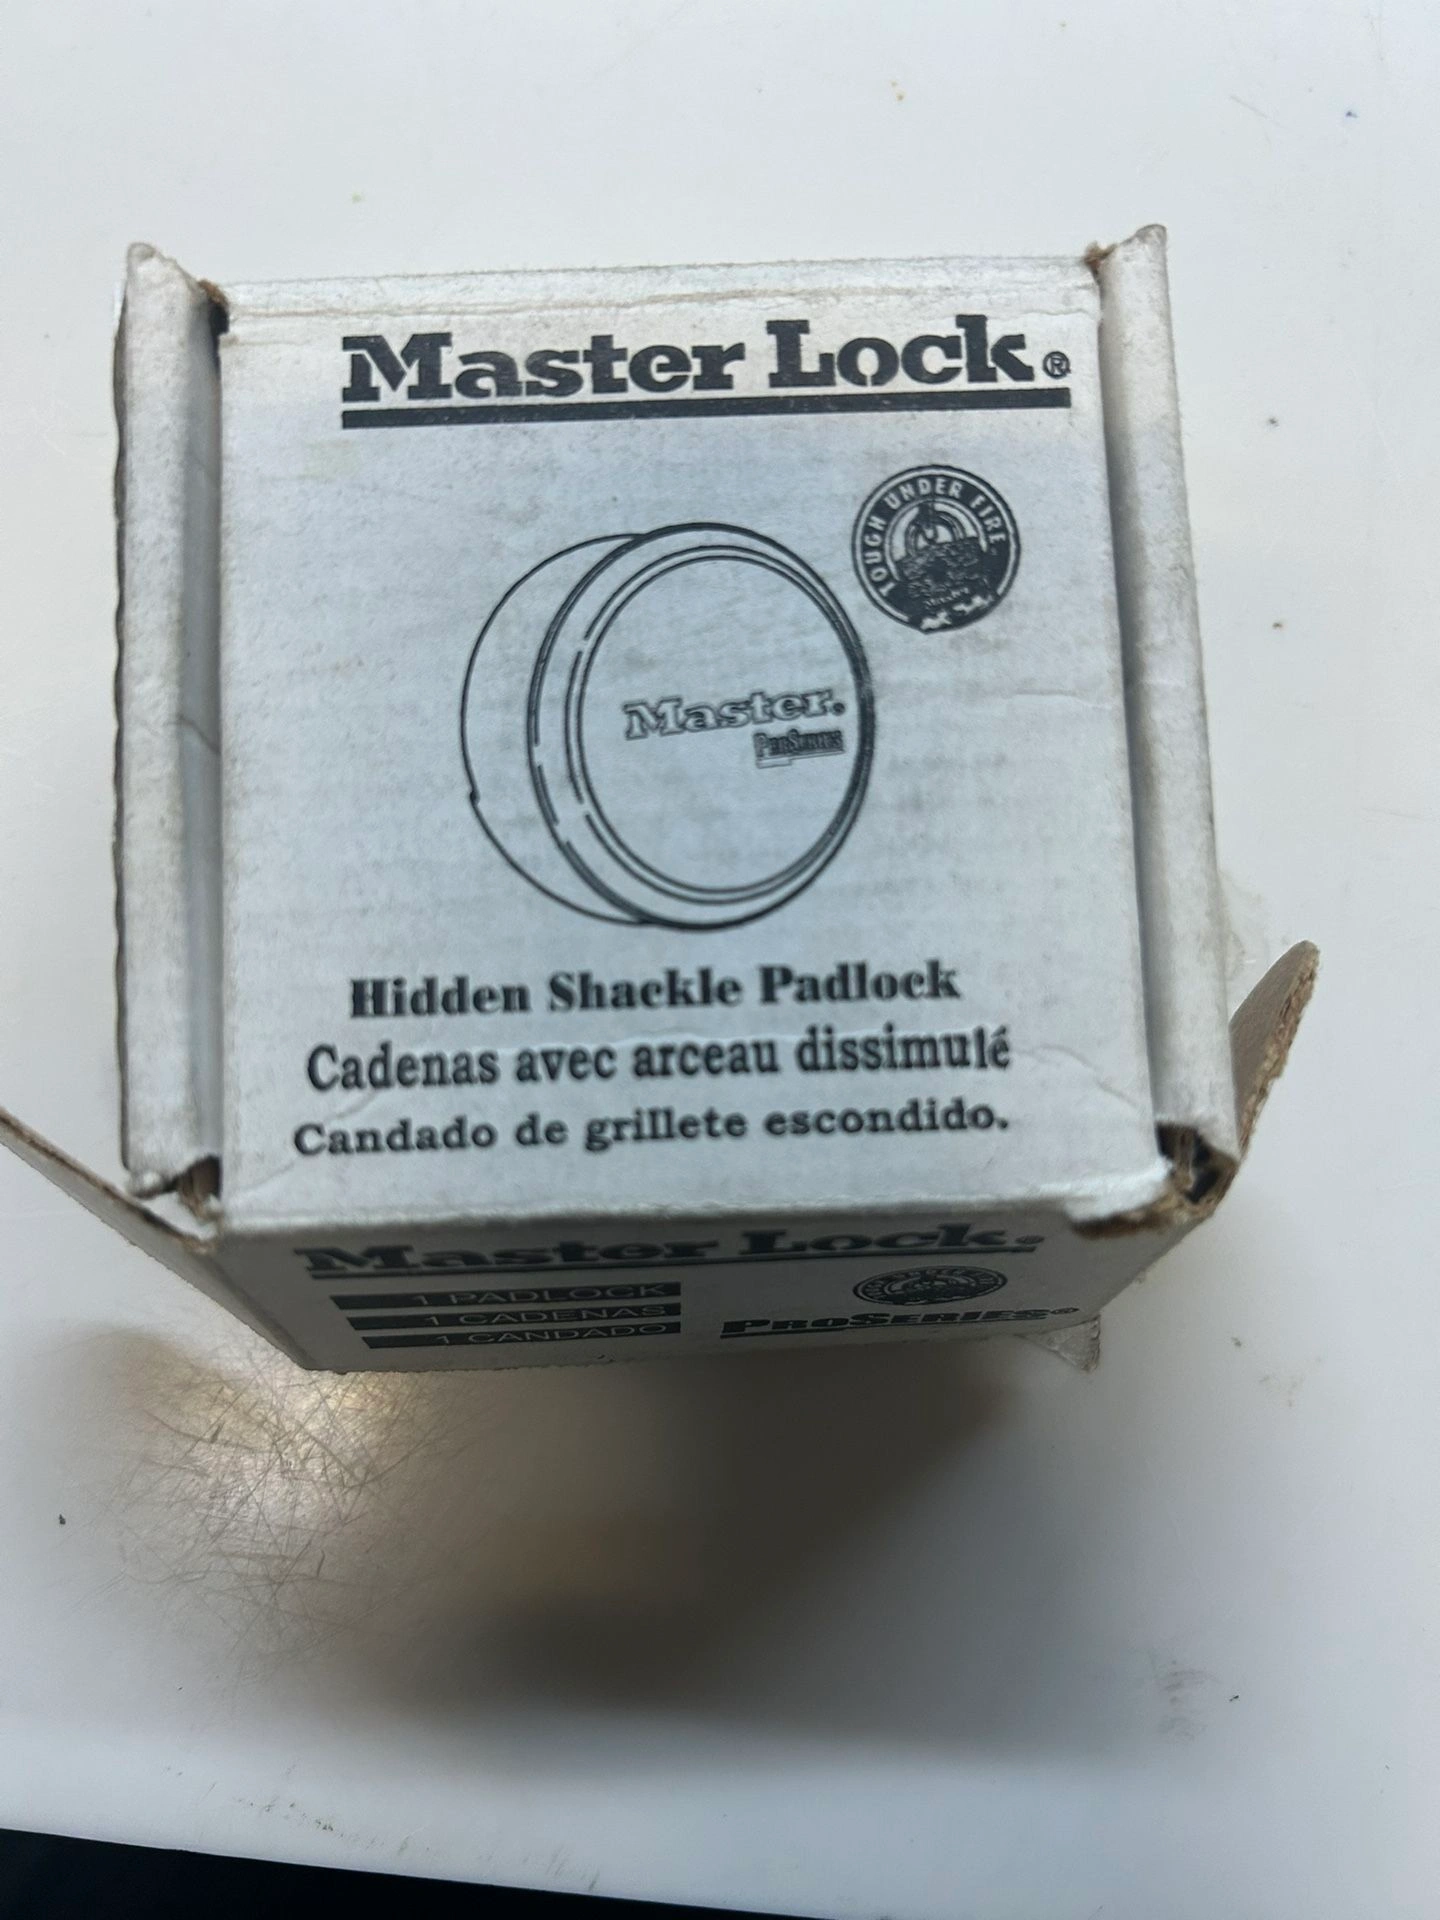 Master Lock®
TOUGH UNDER FIRE
Master®
ProSeries
Hidden Shackle Padlock
Cadenas avec arceau dissimulé
Candado de grillete escondido.
Master Lock®
1 PADLOCK
1 CADENAS
1 CANDADO
PROSERIES®